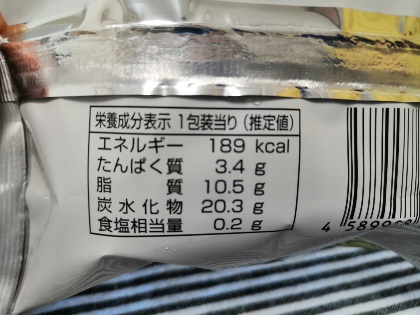 栄養成分表示 1包装当り(推定値)
エネルギー 189 kcal
たんぱく質 3.4 g
脂質 10.5 g
炭水化物 20.3 g
食塩相当量 0.2 g